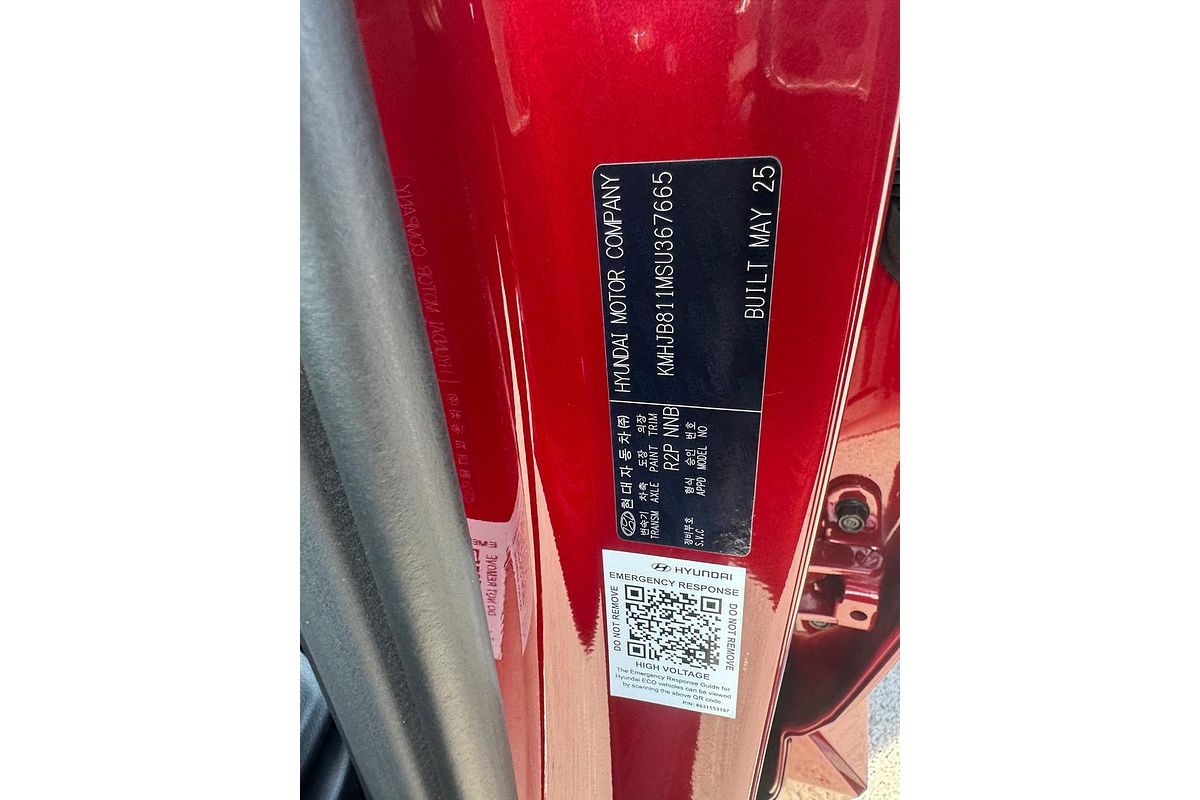 HYUNDAI MOTOR COMPANY
KMHJB811MSU367665
BUILT MAY 25
현대자동차(주)
변속기 차축 도장 의장
TRANSM AXLE PAINT TRIM
R2P NNB
장비부호 형식 승인 번호
S.V.C APPD MODEL NO
HYUNDAI
EMERGENCY RESPONSE
DO NOT REMOVE
DO NOT REMOVE
HIGH VOLTAGE
The Emergency Response Guide for
Hyundai ECO vehicles can be viewed
by scanning the above QR code.
P/N: 8631553187